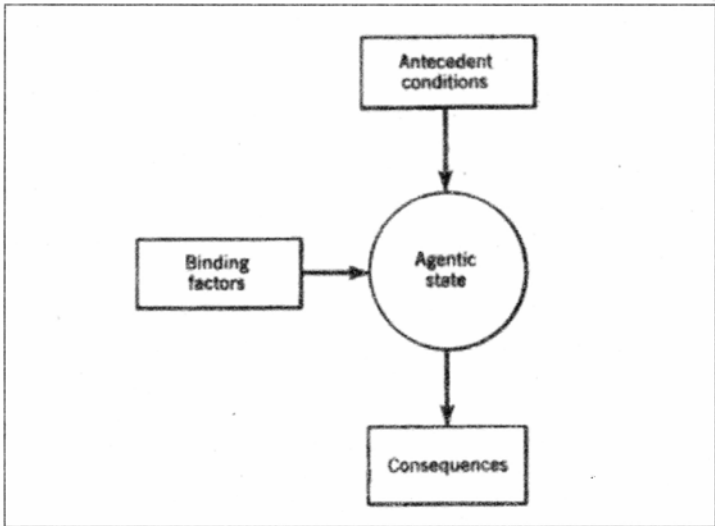 Antecedent
conditions
Binding
factors
Agentic
state
Consequences